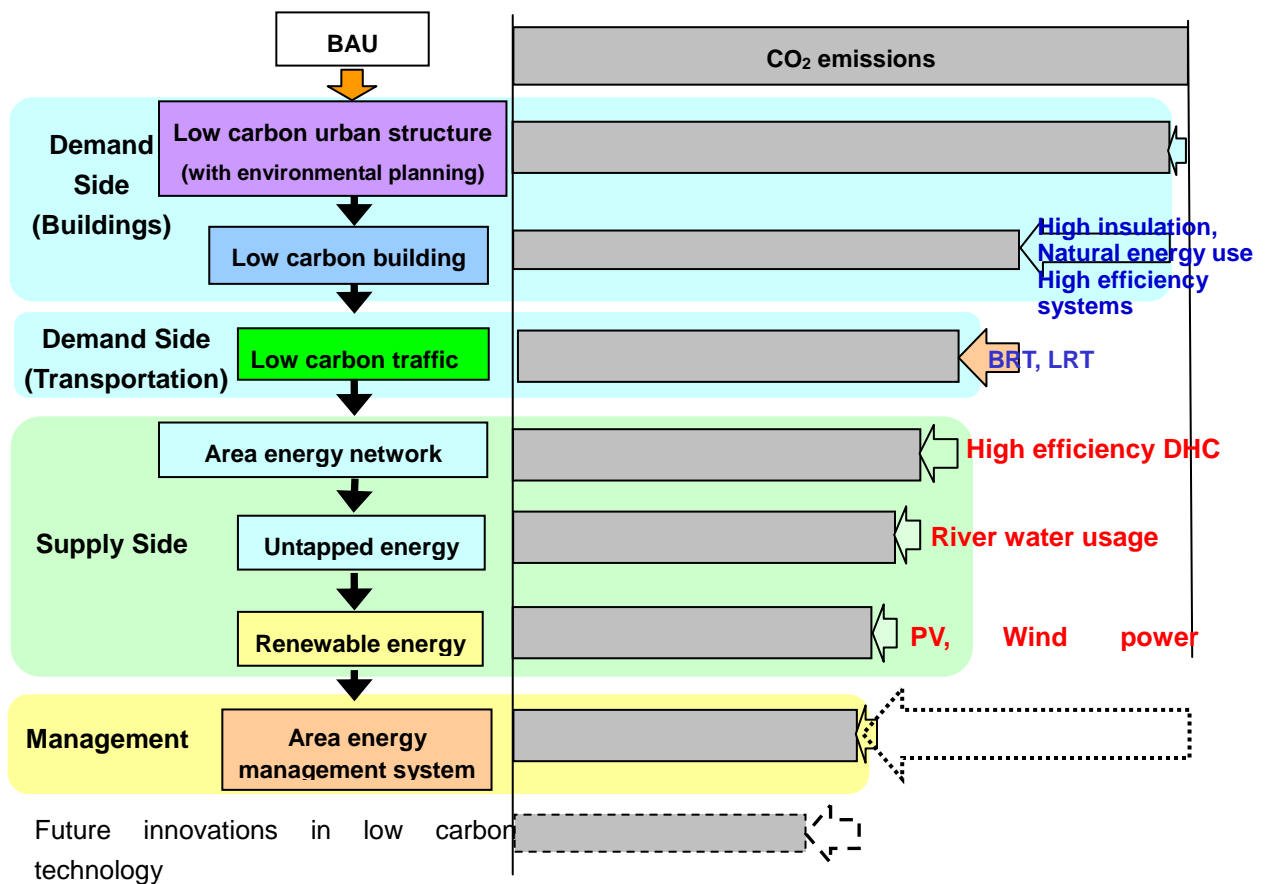 BAU
CO₂ emissions
Demand
Side
(Buildings)
Low carbon urban structure
(with environmental planning)
Low carbon building
High insulation,
Natural energy use
High efficiency
systems
Demand Side
(Transportation)
Low carbon traffic
BRT, LRT
Supply Side
Area energy network
High efficiency DHC
Untapped energy
River water usage
Renewable energy
PV, Wind power
Management
Area energy
management system
Future innovations in low carbon
technology